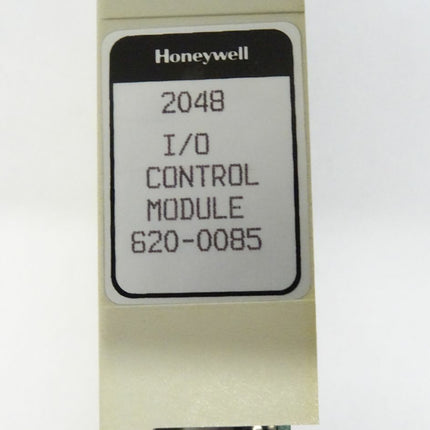 Honeywell
2048
I/O
CONTROL
MODULE
620-0085